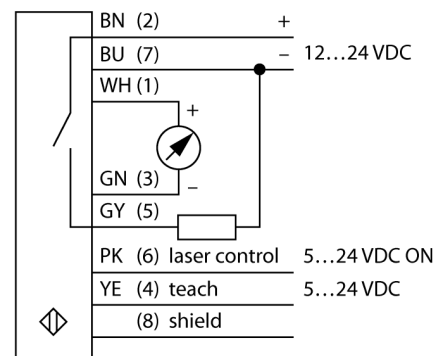 BN (2) +
BU (7) – 12…24 VDC
WH (1)
+
GN (3) –
GY (5)
PK (6) laser control 5…24 VDC ON
YE (4) teach 5…24 VDC
(8) shield